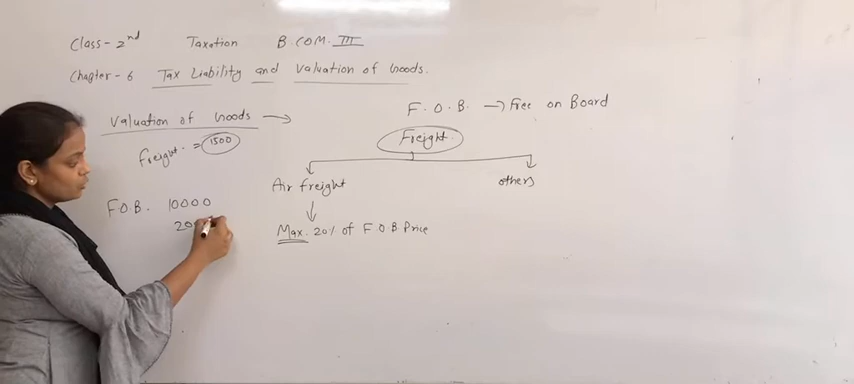 Class-2nd Taxation B.COM. III
Chapter-6 Tax Liability and Valuation of Goods.
Valuation of Goods →
Freight. = 1500
F.O.B. 10000
20
F.O.B. → Free on Board
Freight.
Air freight others
Max. 20% of F.O.B Price